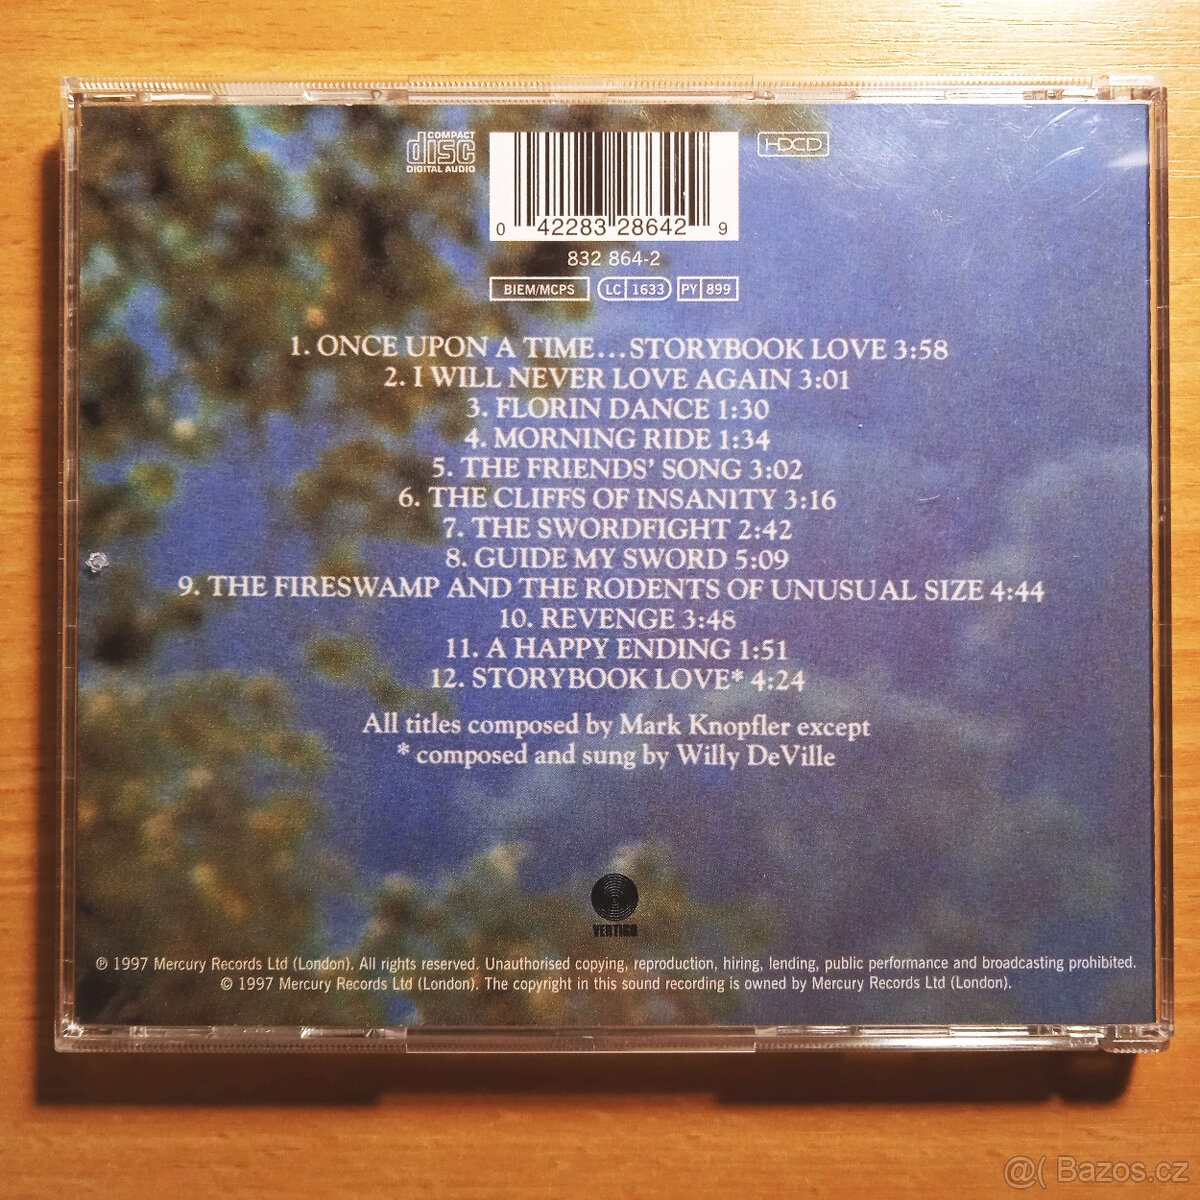 COMPACT
disc
DIGITAL AUDIO
HDCD
0 42283 28642 9
832 864-2
BIEM/MCPS LC 1633 PY 899
1. ONCE UPON A TIME...STORYBOOK LOVE 3:58
2. I WILL NEVER LOVE AGAIN 3:01
3. FLORIN DANCE 1:30
4. MORNING RIDE 1:34
5. THE FRIENDS' SONG 3:02
6. THE CLIFFS OF INSANITY 3:16
7. THE SWORDFIGHT 2:42
8. GUIDE MY SWORD 5:09
9. THE FIRESWAMP AND THE RODENTS OF UNUSUAL SIZE 4:44
10. REVENGE 3:48
11. A HAPPY ENDING 1:51
12. STORYBOOK LOVE* 4:24
All titles composed by Mark Knopfler except
* composed and sung by Willy DeVille
VERTIGO
℗ 1997 Mercury Records Ltd (London). All rights reserved. Unauthorised copying, reproduction, hiring, lending, public performance and broadcasting prohibited.
© 1997 Mercury Records Ltd (London). The copyright in this sound recording is owned by Mercury Records Ltd (London).
@( Bazos.cz